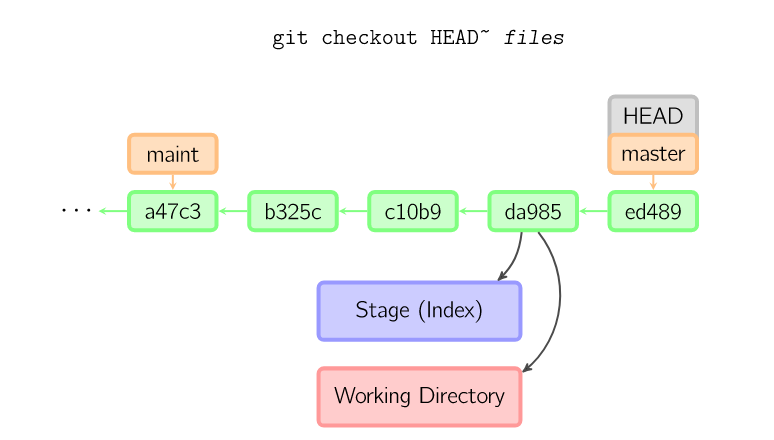 git checkout HEAD~ files
HEAD
maint
master
... a47c3 b325c c10b9 da985 ed489
Stage (Index)
Working Directory